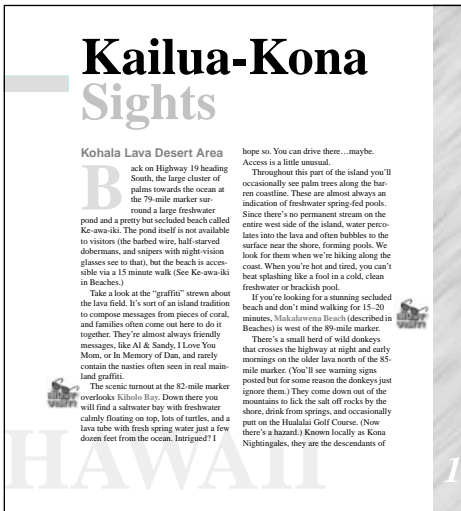 Kailua-Kona
Sights
Kohala Lava Desert Area
Back on Highway 19 heading
South, the large cluster of
palms towards the ocean at
the 79-mile marker sur-
round a large freshwater
pond and a pretty but secluded beach called
Ke-awa-iki. The pond itself is not available
to visitors (the barbed wire, half-starved
dobermans, and snipers with night-vision
glasses see to that), but the beach is acces-
sible via a 15 minute walk (See Ke-awa-iki
in Beaches.)
Take a look at the “graffiti” strewn about
the lava field. It’s sort of an island tradition
to compose messages from pieces of coral,
and families often come out here to do it
together. They’re almost always friendly
messages, like Al & Sandy, I Love You
Mom, or In Memory of Dan, and rarely
contain the nasties often seen in real main-
land graffiti.
The scenic turnout at the 82-mile marker
overlooks Kiholo Bay. Down there you
will find a saltwater bay with freshwater
calmly floating on top, lots of turtles, and a
lava tube with fresh spring water just a few
dozen feet from the ocean. Intrigued? I
hope so. You can drive there…maybe.
Access is a little unusual.
Throughout this part of the island you’ll
occasionally see palm trees along the bar-
ren coastline. These are almost always an
indication of freshwater spring-fed pools.
Since there’s no permanent stream on the
entire west side of the island, water perco-
lates into the lava and often bubbles to the
surface near the shore, forming pools. We
look for them when we’re hiking along the
coast. When you’re hot and tired, you can’t
beat splashing like a fool in a cold, clean
freshwater or brackish pool.
If you’re looking for a stunning secluded
beach and don’t mind walking for 15–20
minutes, Makalawena Beach (described in
Beaches) is west of the 89-mile marker.
There’s a small herd of wild donkeys
that crosses the highway at night and early
mornings on the older lava north of the 85-
mile marker. (You’ll see warning signs
posted but for some reason the donkeys just
ignore them.) They come down out of the
mountains to lick the salt off rocks by the
shore, drink from springs, and occasionally
putt on the Hualalai Golf Course. (Now
there’s a hazard.) Known locally as Kona
Nightingales, they are the descendants of
HAWAII
1